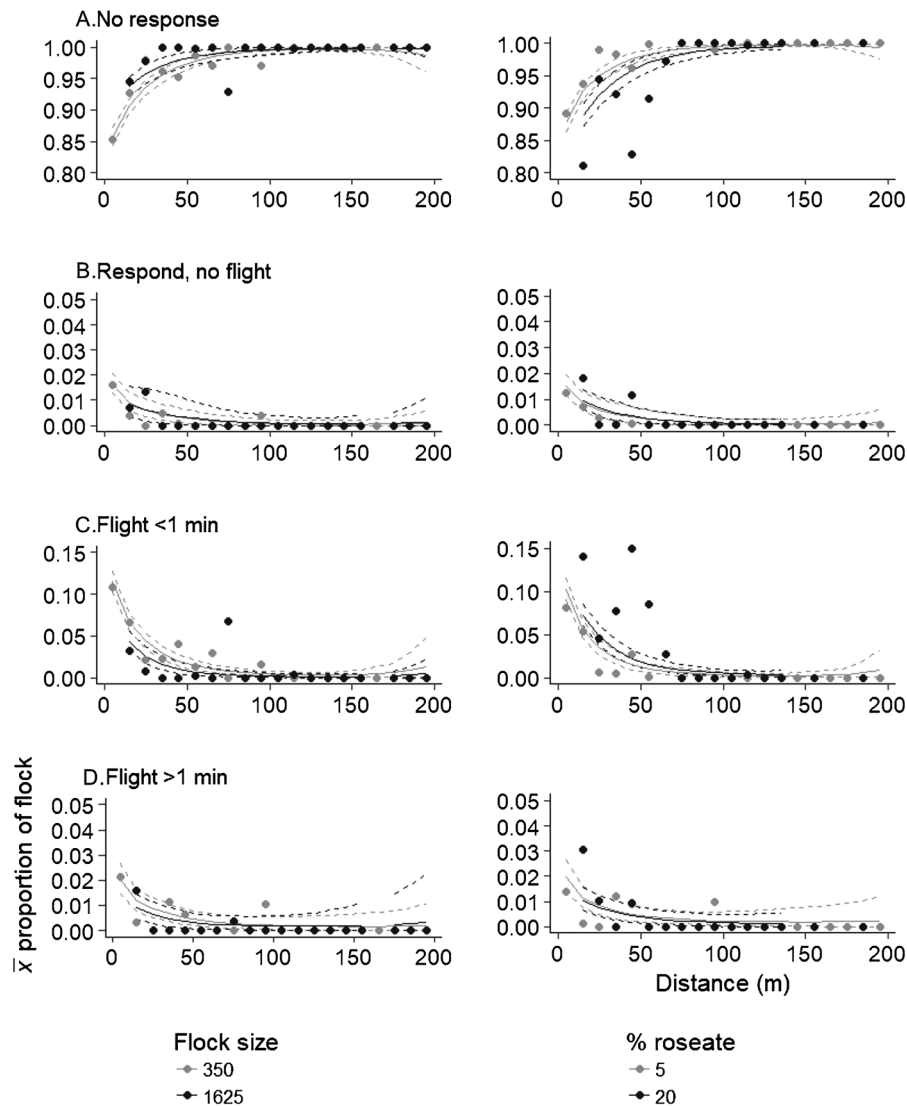 A.No response
1.00
0.95
0.90
0.85
0.80
0 50 100 150 200
1.00
0.95
0.90
0.85
0.80
0 50 100 150 200
B.Respond, no flight
0.05
0.04
0.03
0.02
0.01
0.00
0 50 100 150 200
0.05
0.04
0.03
0.02
0.01
0.00
0 50 100 150 200
C.Flight <1 min
0.15
0.10
0.05
0.00
0 50 100 150 200
0.15
0.10
0.05
0.00
0 50 100 150 200
D.Flight >1 min
x̅ proportion of flock
0.05
0.04
0.03
0.02
0.01
0.00
0 50 100 150 200
0.05
0.04
0.03
0.02
0.01
0.00
0 50 100 150 200
Distance (m)
Flock size
350
1625
% roseate
5
20